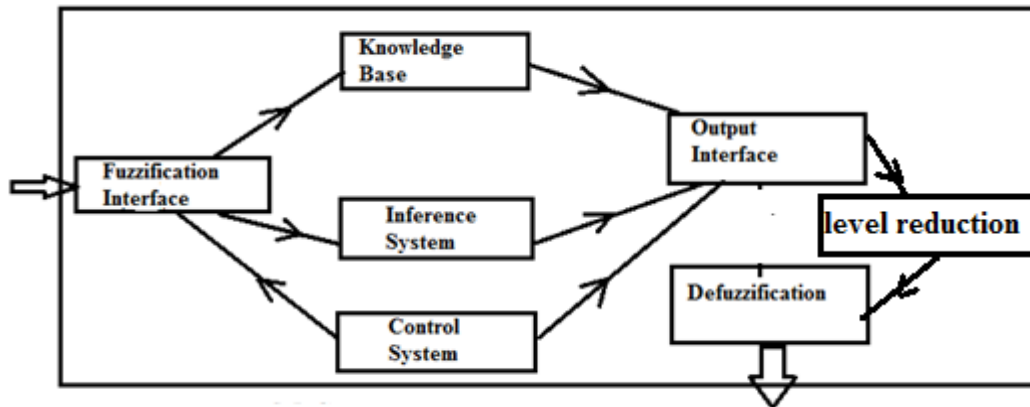 Knowledge
Base
Output
Interface
Fuzzification
Interface
level reduction
Inference
System
Defuzzification
Control
System